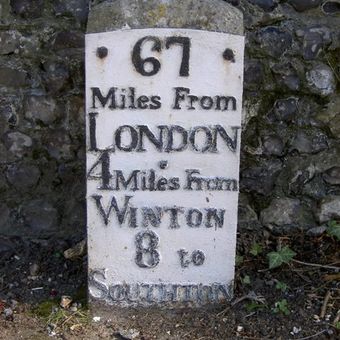 67
Miles From
LONDON
4 Miles From
WINTON
8 to
SOUTHTON